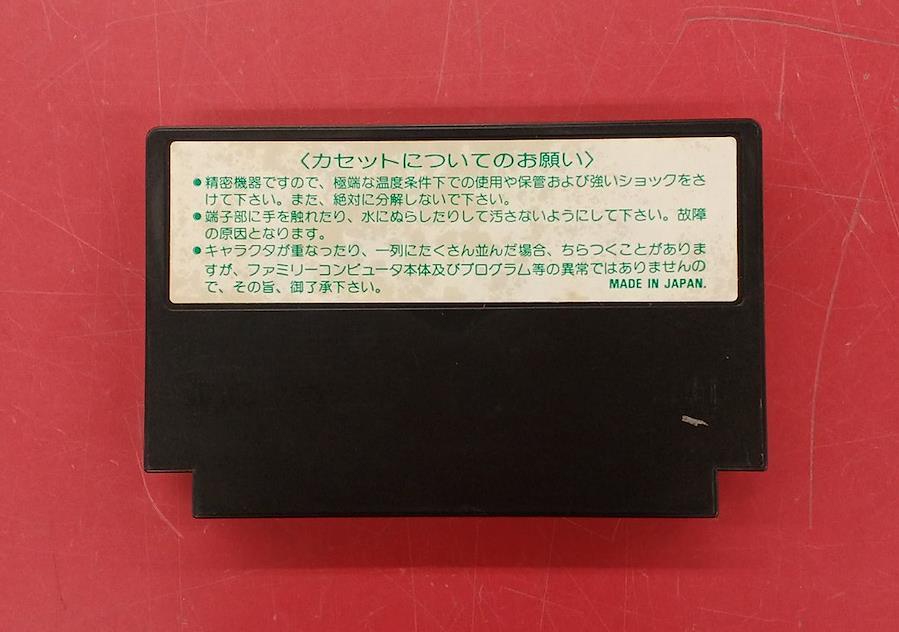 〈カセットについてのお願い〉
●精密機器ですので、極端な温度条件下での使用や保管および強いショックをさ
けて下さい。また、絶対に分解しないで下さい。
●端子部に手を触れたり、水にぬらしたりして汚さないようにして下さい。故障
の原因となります。
●キャラクタが重なったり、一列にたくさん並んだ場合、ちらつくことがありま
すが、ファミリーコンピュータ本体及びプログラム等の異常ではありませんの
で、その旨、御了承下さい。
MADE IN JAPAN.